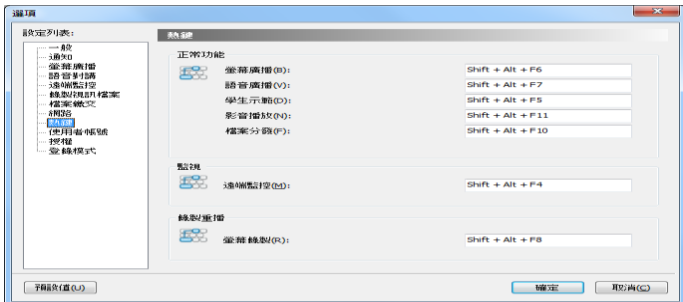 選項
設定列表:
一般
通知
螢幕廣播
語音對講
遠端監控
錄製視訊檔案
檔案繳交
網路
熱鍵
使用者帳號
授權
登錄模式
熱鍵
正常功能
螢幕廣播(B): Shift + Alt + F6
語音廣播(V): Shift + Alt + F7
學生示範(D): Shift + Alt + F5
影音播放(N): Shift + Alt + F11
檔案分發(F): Shift + Alt + F10
監視
遠端監控(M): Shift + Alt + F4
錄製重播
螢幕錄製(R): Shift + Alt + F8
預設值(U)
確定
取消(C)